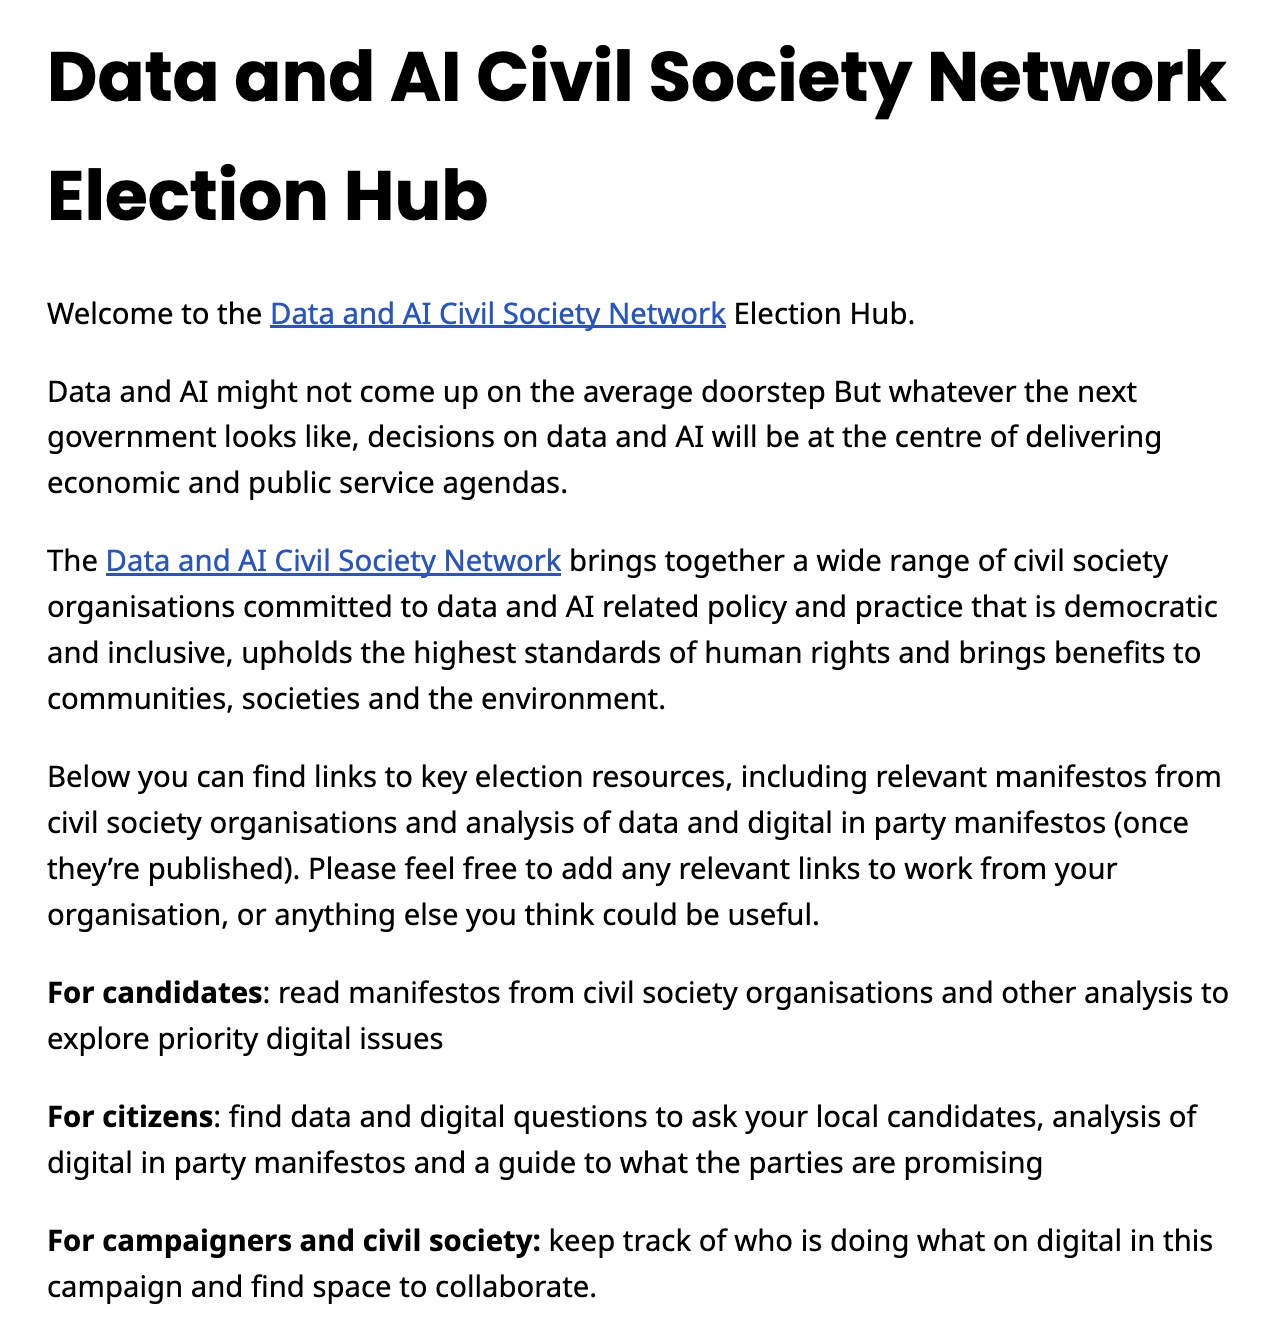 Data and AI Civil Society Network
Election Hub
Welcome to the Data and AI Civil Society Network Election Hub.
Data and AI might not come up on the average doorstep But whatever the next
government looks like, decisions on data and AI will be at the centre of delivering
economic and public service agendas.
The Data and AI Civil Society Network brings together a wide range of civil society
organisations committed to data and AI related policy and practice that is democratic
and inclusive, upholds the highest standards of human rights and brings benefits to
communities, societies and the environment.
Below you can find links to key election resources, including relevant manifestos from
civil society organisations and analysis of data and digital in party manifestos (once
they’re published). Please feel free to add any relevant links to work from your
organisation, or anything else you think could be useful.
For candidates: read manifestos from civil society organisations and other analysis to
explore priority digital issues
For citizens: find data and digital questions to ask your local candidates, analysis of
digital in party manifestos and a guide to what the parties are promising
For campaigners and civil society: keep track of who is doing what on digital in this
campaign and find space to collaborate.